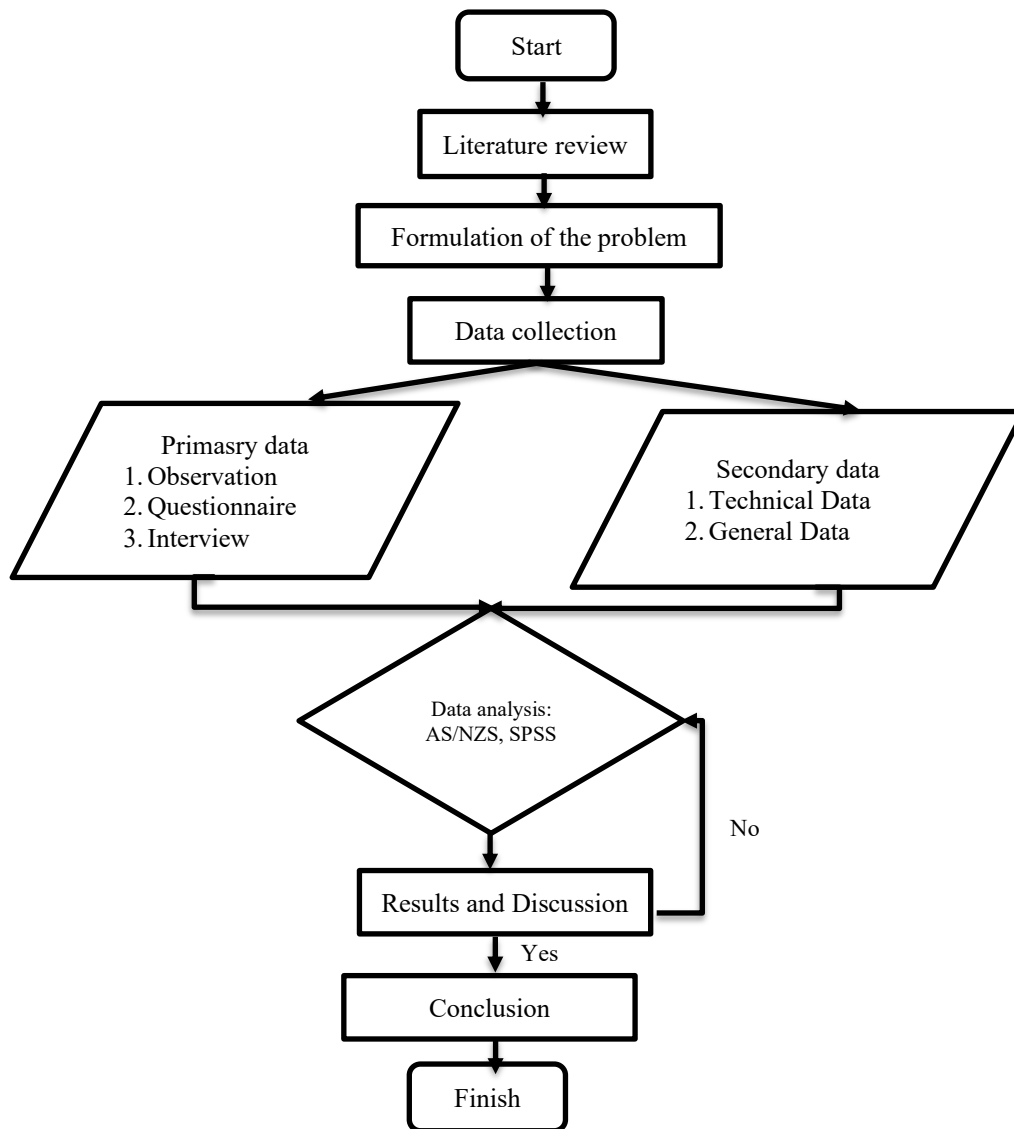 Start
Literature review
Formulation of the problem
Data collection
Primasry data
1. Observation
2. Questionnaire
3. Interview
Secondary data
1. Technical Data
2. General Data
Data analysis:
AS/NZS, SPSS
No
Results and Discussion
Yes
Conclusion
Finish